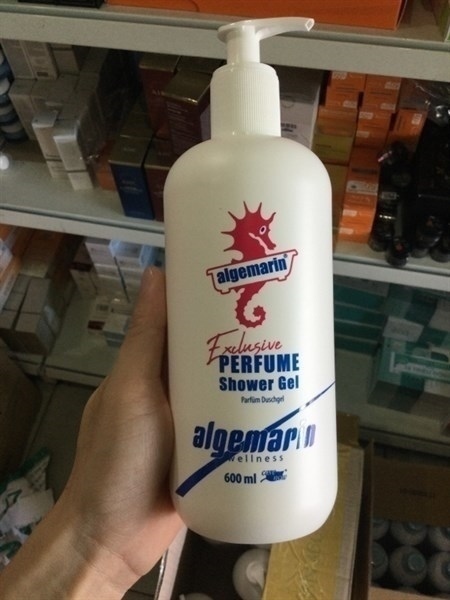 algemarin®
Exclusive
PERFUME
Shower Gel
Parfüm Duschgel
algemarin
wellness
600 ml